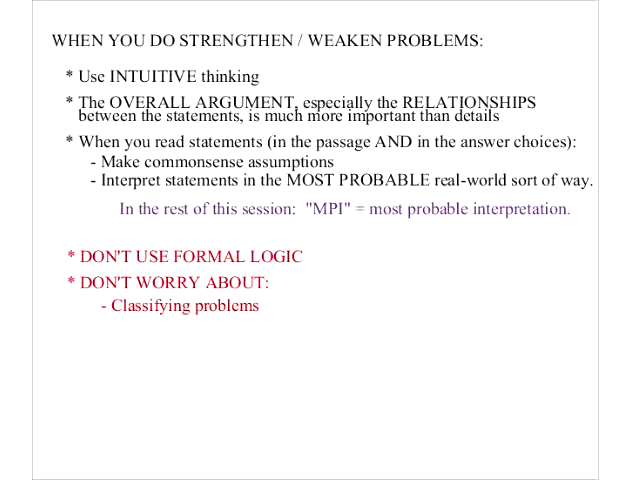 WHEN YOU DO STRENGTHEN / WEAKEN PROBLEMS:
* Use INTUITIVE thinking
* The OVERALL ARGUMENT, especially the RELATIONSHIPS
between the statements, is much more important than details
* When you read statements (in the passage AND in the answer choices):
- Make commonsense assumptions
- Interpret statements in the MOST PROBABLE real-world sort of way.
In the rest of this session: "MPI" = most probable interpretation.
* DON'T USE FORMAL LOGIC
* DON'T WORRY ABOUT:
- Classifying problems